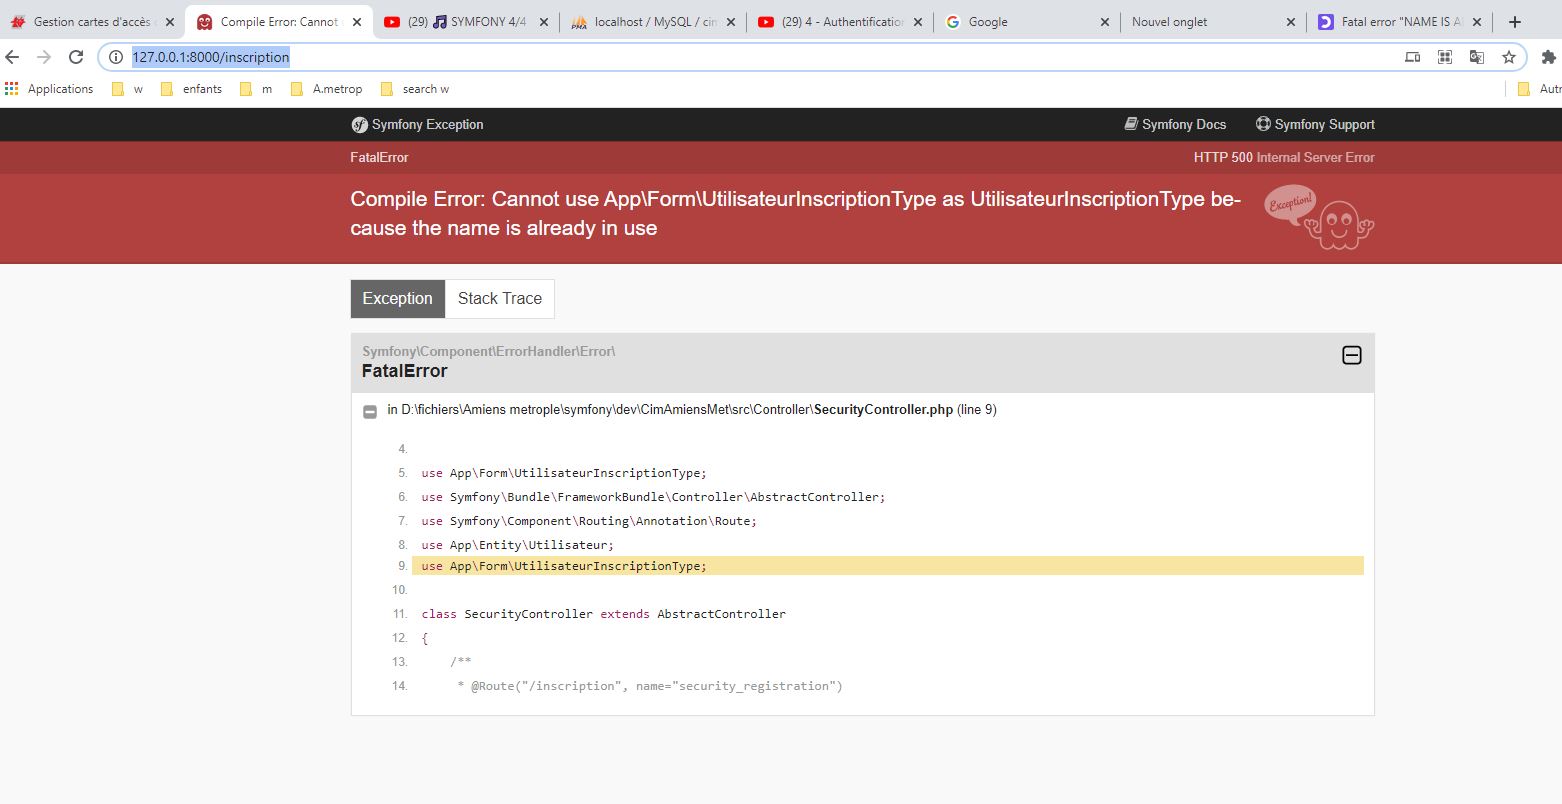 Gestion cartes d'accès
Compile Error: Cannot
(29) 🎵 SYMFONY 4/4
localhost / MySQL / cim
(29) 4 - Authentification
Google
Nouvel onglet
Fatal error "NAME IS A
127.0.0.1:8000/inscription
Applications
w
enfants
m
A.metrop
search w
Autr
Symfony Exception
Symfony Docs
Symfony Support
FatalError
HTTP 500 Internal Server Error
Compile Error: Cannot use App\Form\UtilisateurInscriptionType as UtilisateurInscriptionType be-
cause the name is already in use
Exception!
Exception
Stack Trace
Symfony\Component\ErrorHandler\Error\
FatalError
in D:\fichiers\Amiens metrople\symfony\dev\CimAmiensMet\src\Controller\SecurityController.php (line 9)
4.
5. use App\Form\UtilisateurInscriptionType;
6. use Symfony\Bundle\FrameworkBundle\Controller\AbstractController;
7. use Symfony\Component\Routing\Annotation\Route;
8. use App\Entity\Utilisateur;
9. use App\Form\UtilisateurInscriptionType;
10.
11. class SecurityController extends AbstractController
12. {
13. /**
14. * @Route("/inscription", name="security_registration")